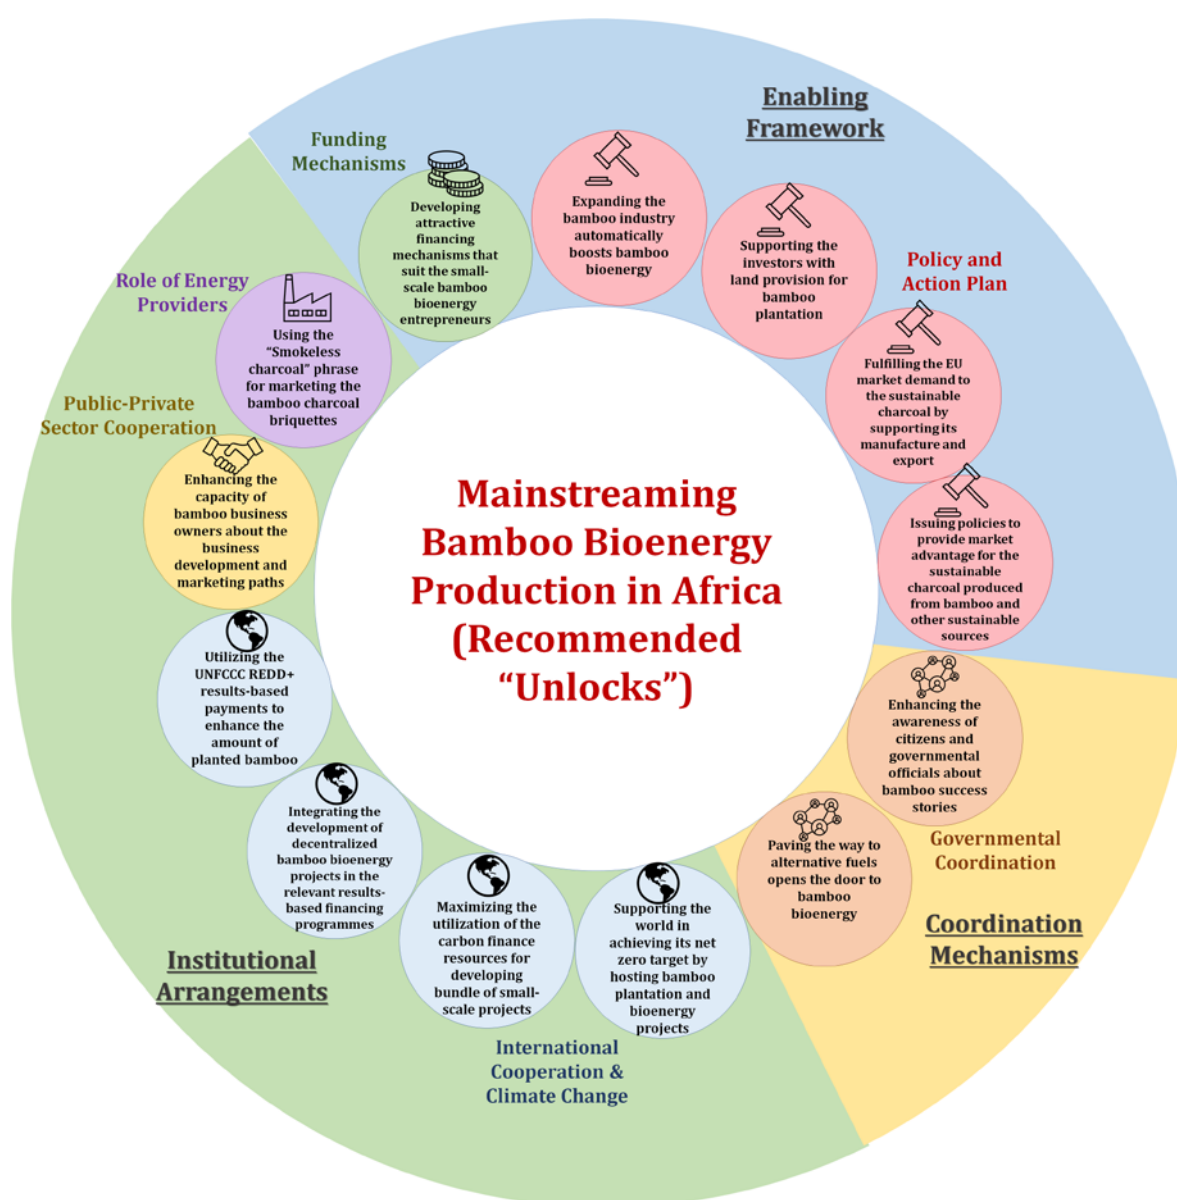 Enabling
Framework
Funding
Mechanisms
Developing
attractive
financing
mechanisms that
suit the small-
scale bamboo
bioenergy
entrepreneurs
Expanding the
bamboo industry
automatically
boosts bamboo
bioenergy
Supporting the
investors with
land provision for
bamboo
plantation
Policy and
Action Plan
Fulfilling the EU
market demand to
the sustainable
charcoal by
supporting its
manufacture and
export
Issuing policies to
provide market
advantage for the
sustainable
charcoal produced
from bamboo and
other sustainable
sources
Role of Energy
Providers
Using the
“Smokeless
charcoal” phrase
for marketing the
bamboo charcoal
briquettes
Public-Private
Sector Cooperation
Enhancing the
capacity of
bamboo business
owners about the
business
development and
marketing paths
Mainstreaming
Bamboo Bioenergy
Production in Africa
(Recommended
“Unlocks”)
Utilizing the
UNFCCC REDD+
results-based
payments to
enhance the
amount of
planted bamboo
Enhancing the
awareness of
citizens and
governmental
officials about
bamboo success
stories
Governmental
Coordination
Paving the way to
alternative fuels
opens the door to
bamboo
bioenergy
Coordination
Mechanisms
Integrating the
development of
decentralized
bamboo bioenergy
projects in the
relevant results-
based financing
programmes
Maximizing the
utilization of the
carbon finance
resources for
developing
bundle of small-
scale projects
Supporting the
world in
achieving its net
zero target by
hosting bamboo
plantation and
bioenergy
projects
Institutional
Arrangements
International
Cooperation &
Climate Change